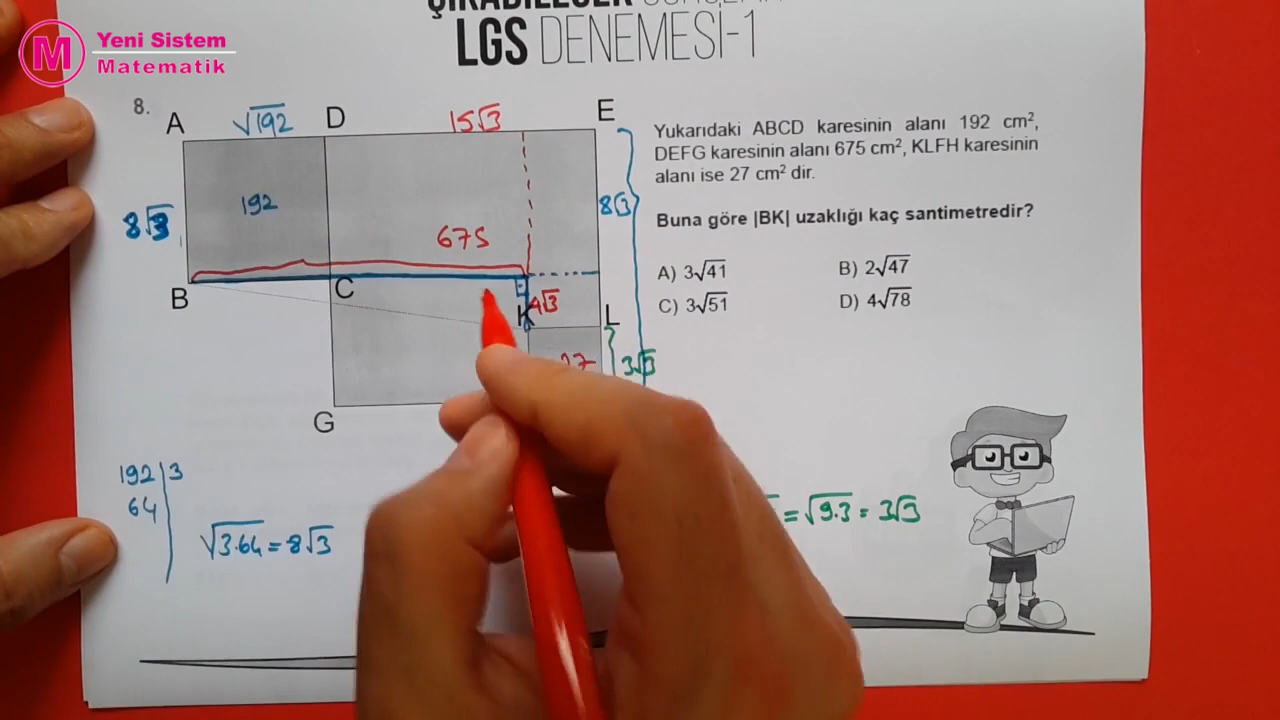 Yeni Sistem
Matematik
LGS DENEMESİ-1
8.
A
√192
D
15√3
E
8√3
192
675
8√3
B
C
K
4√3
L
27
3√3
G
Yukarıdaki ABCD karesinin alanı 192 cm², 
DEFG karesinin alanı 675 cm², KLFH karesinin
alanı ise 27 cm² dir.
Buna göre |BK| uzaklığı kaç santimetredir?
A) 3√41
B) 2√47
C) 3√51
D) 4√78
192 3
64
√3.64 = 8√3
= √9.3 = 3√3